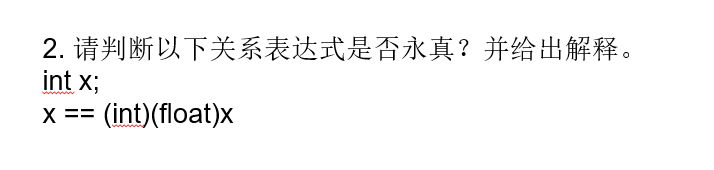 2. 请判断以下关系表达式是否永真？并给出解释。
int x;
x == (int)(float)x